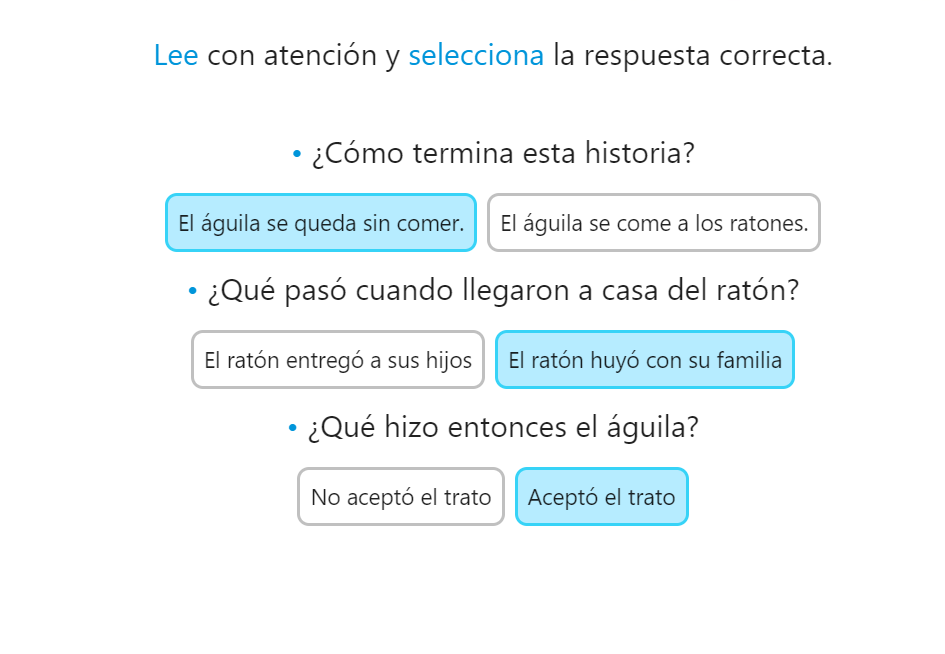 Lee con atención y selecciona la respuesta correcta.
• ¿Cómo termina esta historia?
El águila se queda sin comer. El águila se come a los ratones.
• ¿Qué pasó cuando llegaron a casa del ratón?
El ratón entregó a sus hijos El ratón huyó con su familia
• ¿Qué hizo entonces el águila?
No aceptó el trato Aceptó el trato